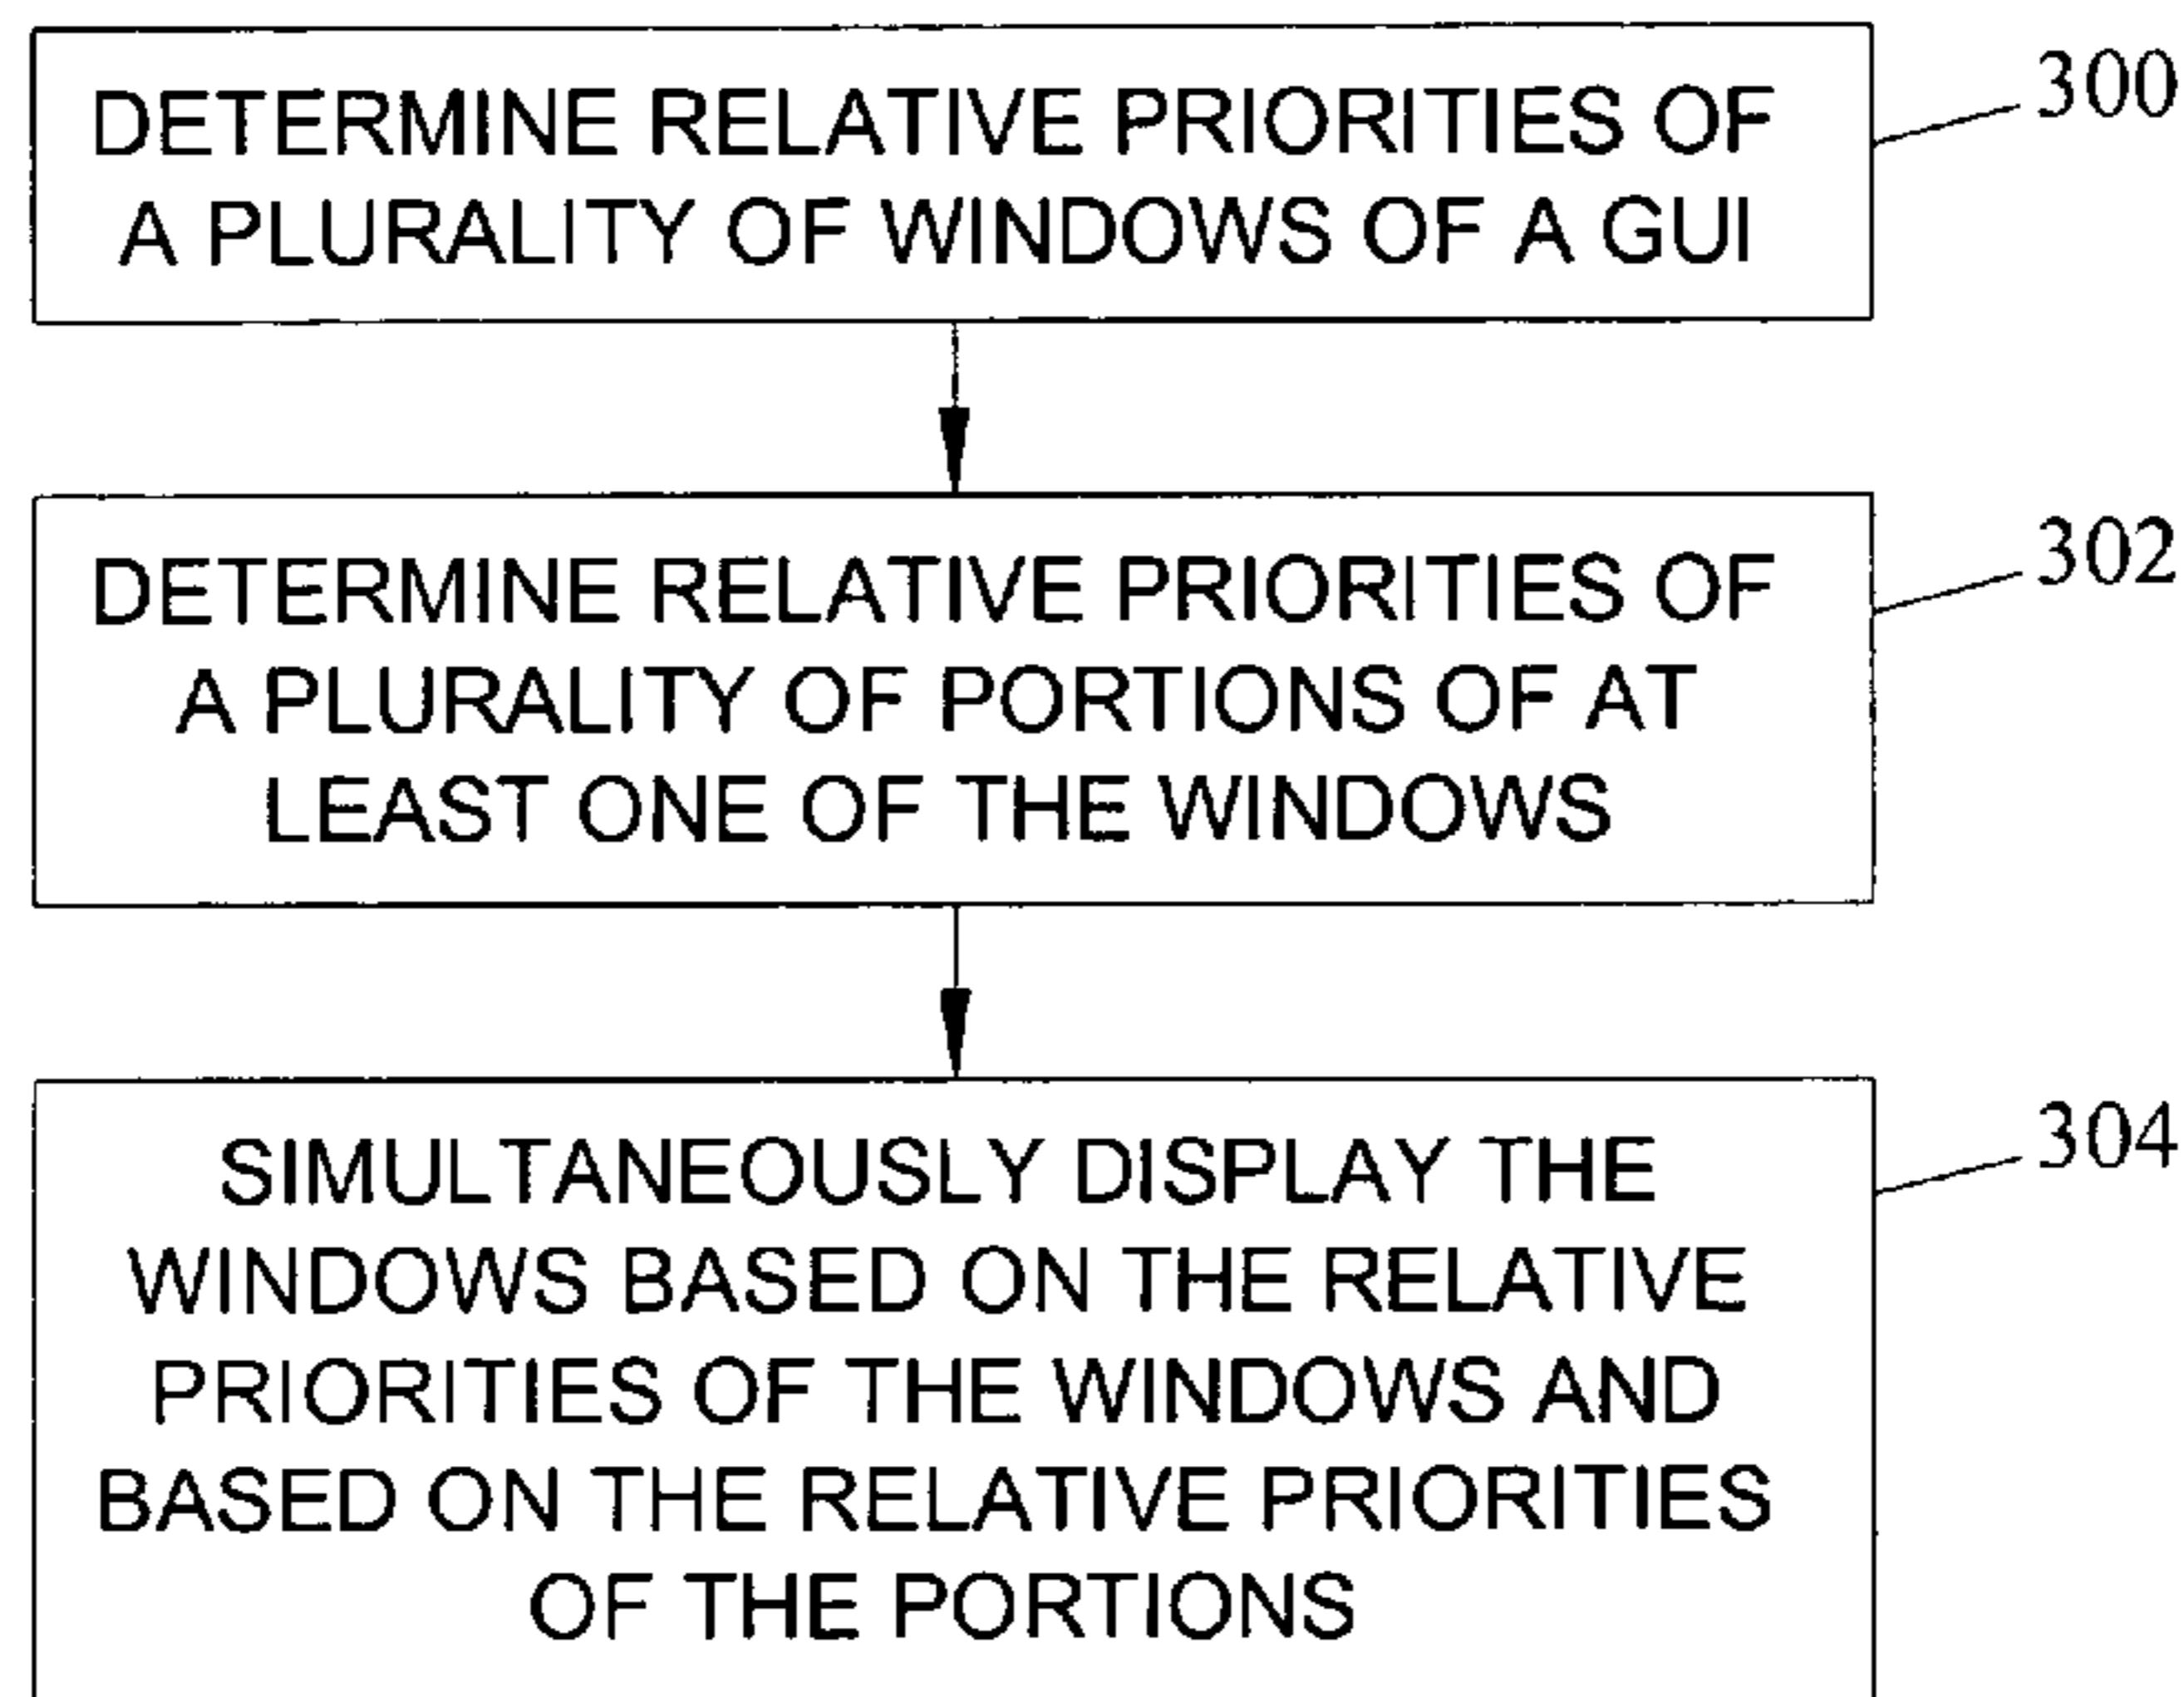 DETERMINE RELATIVE PRIORITIES OF
A PLURALITY OF WINDOWS OF A GUI
300
DETERMINE RELATIVE PRIORITIES OF
A PLURALITY OF PORTIONS OF AT
LEAST ONE OF THE WINDOWS
302
SIMULTANEOUSLY DISPLAY THE
WINDOWS BASED ON THE RELATIVE
PRIORITIES OF THE WINDOWS AND
BASED ON THE RELATIVE PRIORITIES
OF THE PORTIONS
304